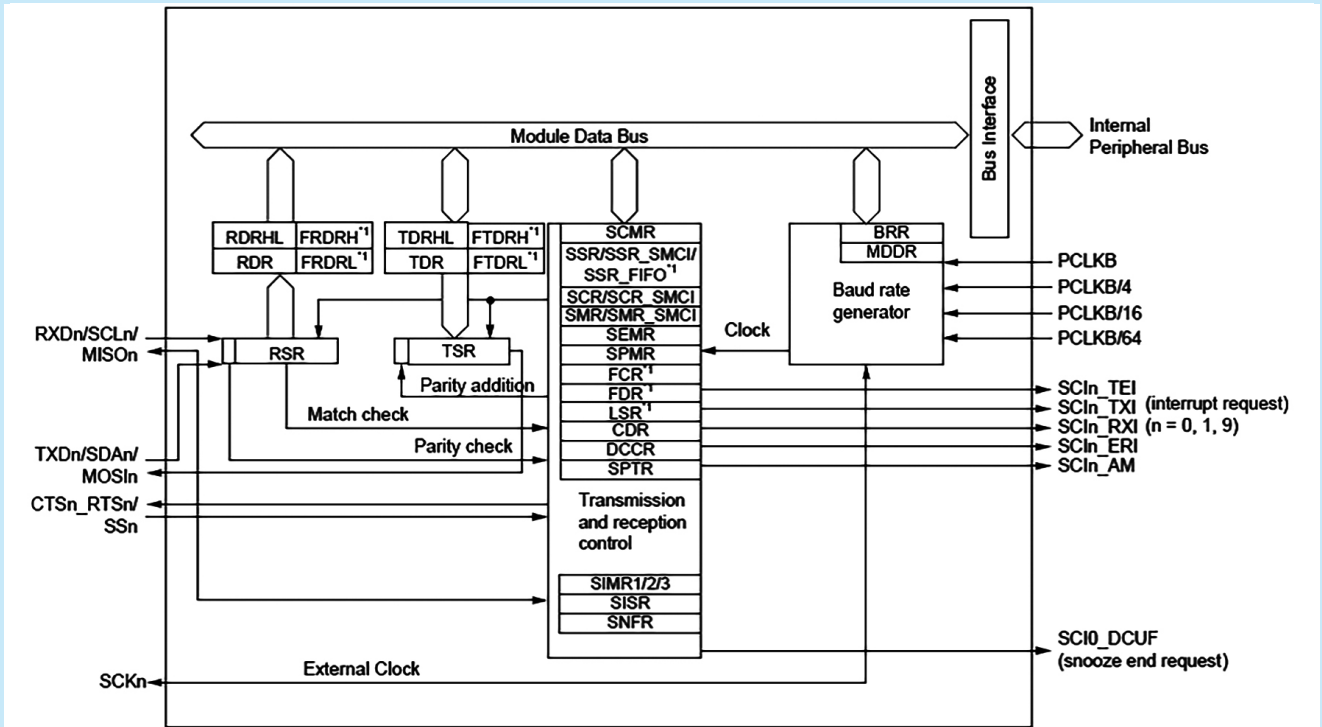 Module Data Bus
Bus Interface
Internal
Peripheral Bus
RDRHL FRDRH*1
RDR FRDRL*1
TDRHL FTDRH*1
TDR FTDRL*1
SCMR
SSR/SSR_SMCI/
SSR_FIFO*1
SCR/SCR_SMCI
SMR/SMR_SMCI
SEMR
SPMR
FCR*1
FDR*1
LSR*1
CDR
DCCR
SPTR
Transmission
and reception
control
SIMR1/2/3
SISR
SNFR
BRR
MDDR
Baud rate
generator
PCLKB
PCLKB/4
PCLKB/16
PCLKB/64
Clock
RXDn/SCLn/
MISOn
RSR
TSR
Parity addition
Match check
Parity check
TXDn/SDAn/
MOSIn
CTSn_RTSn/
SSn
SCIn_TEI
SCIn_TXI (interrupt request)
SCIn_RXI (n = 0, 1, 9)
SCIn_ERI
SCIn_AM
SCI0_DCUF
(snooze end request)
External Clock
SCKn